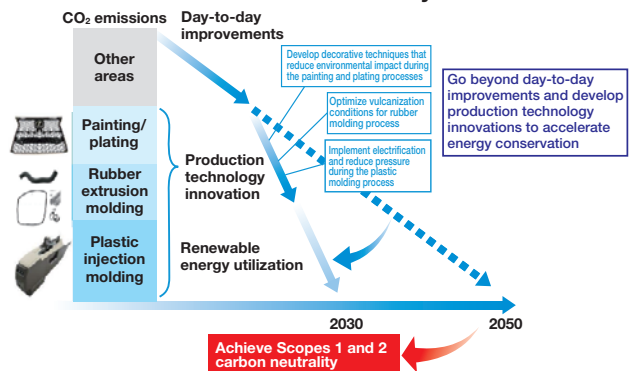 CO₂ emissions
Day-to-day
improvements
Other
areas
Painting/
plating
Rubber
extrusion
molding
Plastic
injection
molding
Production
technology
innovation
Renewable
energy utilization
Develop decorative techniques that
reduce environmental impact during
the painting and plating processes
Optimize vulcanization
conditions for rubber
molding process
Implement electrification
and reduce pressure
during the plastic
molding process
Go beyond day-to-day
improvements and develop
production technology
innovations to accelerate
energy conservation
2030
2050
Achieve Scopes 1 and 2
carbon neutrality